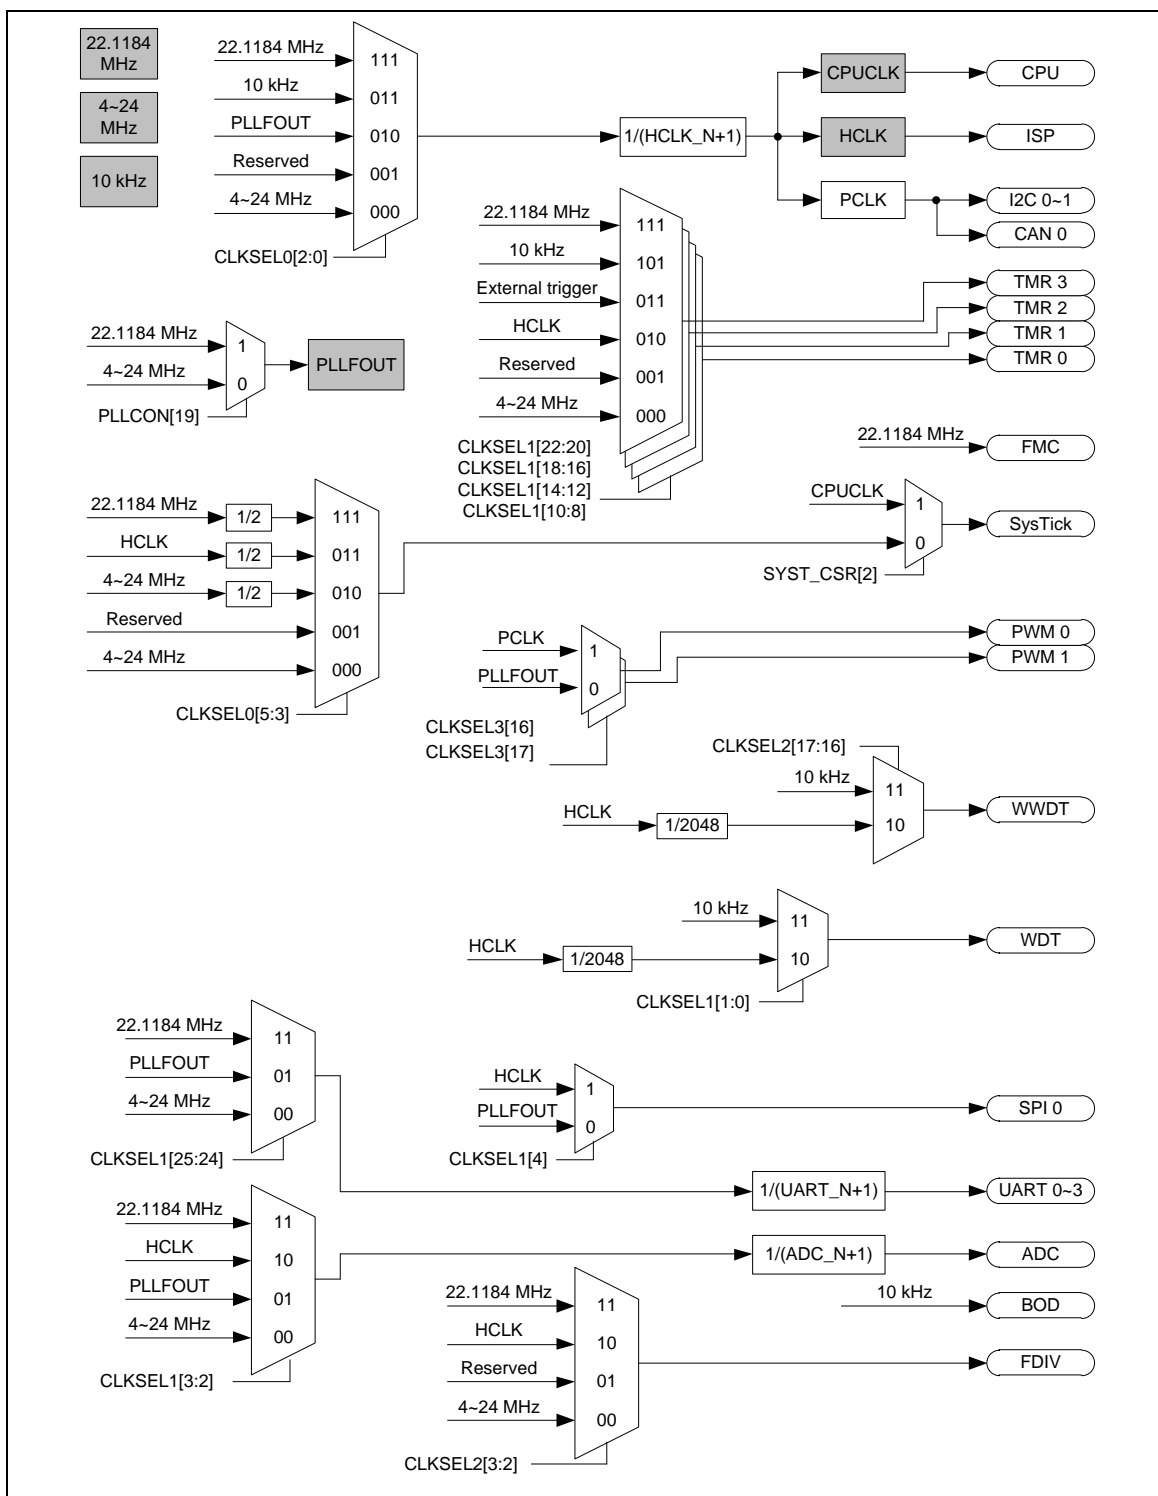 22.1184
MHz
4~24
MHz
10 kHz
22.1184 MHz
111
10 kHz
011
PLLFOUT
010
Reserved
001
4~24 MHz
000
CLKSEL0[2:0]
1/(HCLK_N+1)
CPUCLK
CPU
HCLK
ISP
PCLK
I2C 0~1
CAN 0
22.1184 MHz
111
10 kHz
101
External trigger
011
HCLK
010
Reserved
001
4~24 MHz
000
CLKSEL1[22:20]
CLKSEL1[18:16]
CLKSEL1[14:12]
CLKSEL1[10:8]
TMR 3
TMR 2
TMR 1
TMR 0
22.1184 MHz
1
4~24 MHz
0
PLLCON[19]
PLLFOUT
22.1184 MHz
FMC
22.1184 MHz
1/2
111
HCLK
1/2
011
4~24 MHz
1/2
010
Reserved
001
4~24 MHz
000
CLKSEL0[5:3]
CPUCLK
1
0
SYST_CSR[2]
SysTick
PCLK
1
PLLFOUT
0
CLKSEL3[16]
CLKSEL3[17]
PWM 0
PWM 1
CLKSEL2[17:16]
10 kHz
11
HCLK
1/2048
10
WWDT
10 kHz
11
HCLK
1/2048
10
CLKSEL1[1:0]
WDT
22.1184 MHz
11
PLLFOUT
01
4~24 MHz
00
CLKSEL1[25:24]
HCLK
1
PLLFOUT
0
CLKSEL1[4]
SPI 0
1/(UART_N+1)
UART 0~3
22.1184 MHz
11
HCLK
10
PLLFOUT
01
4~24 MHz
00
CLKSEL1[3:2]
1/(ADC_N+1)
ADC
10 kHz
BOD
22.1184 MHz
11
HCLK
10
Reserved
01
4~24 MHz
00
CLKSEL2[3:2]
FDIV